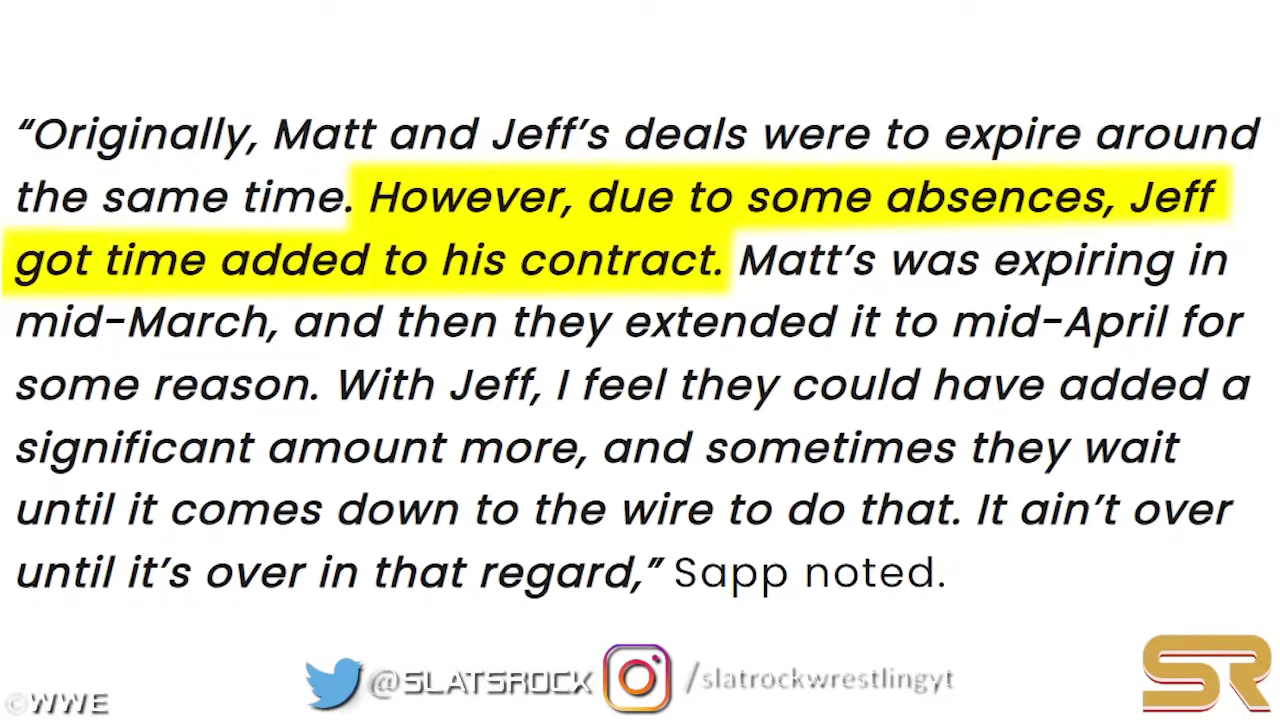 “Originally, Matt and Jeff’s deals were to expire around
the same time. However, due to some absences, Jeff
got time added to his contract. Matt’s was expiring in
mid-March, and then they extended it to mid-April for
some reason. With Jeff, I feel they could have added a
significant amount more, and sometimes they wait
until it comes down to the wire to do that. It ain’t over
until it’s over in that regard,” Sapp noted.
@SLATSROCK /slatrockwrestlingyt
SR
©WWE